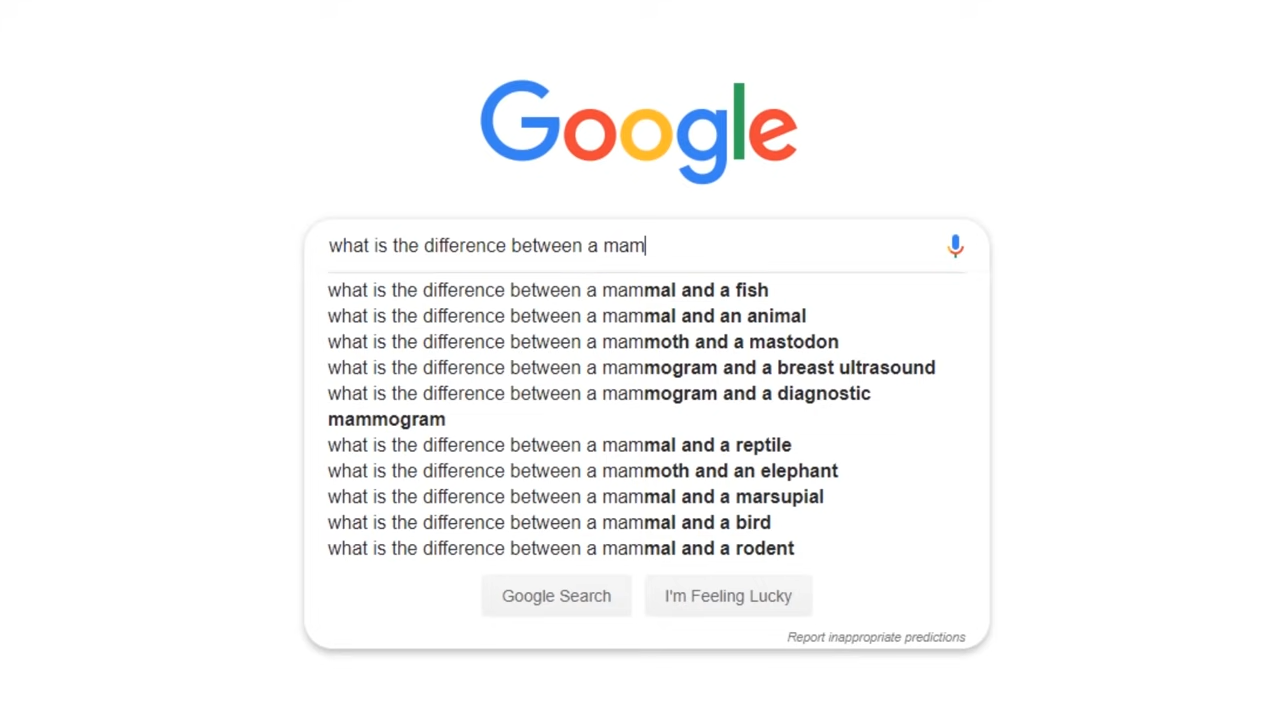 Google
what is the difference between a mam
what is the difference between a mammal and a fish
what is the difference between a mammal and an animal
what is the difference between a mammoth and a mastodon
what is the difference between a mammogram and a breast ultrasound
what is the difference between a mammogram and a diagnostic
mammogram
what is the difference between a mammal and a reptile
what is the difference between a mammoth and an elephant
what is the difference between a mammal and a marsupial
what is the difference between a mammal and a bird
what is the difference between a mammal and a rodent
Google Search I'm Feeling Lucky
Report inappropriate predictions